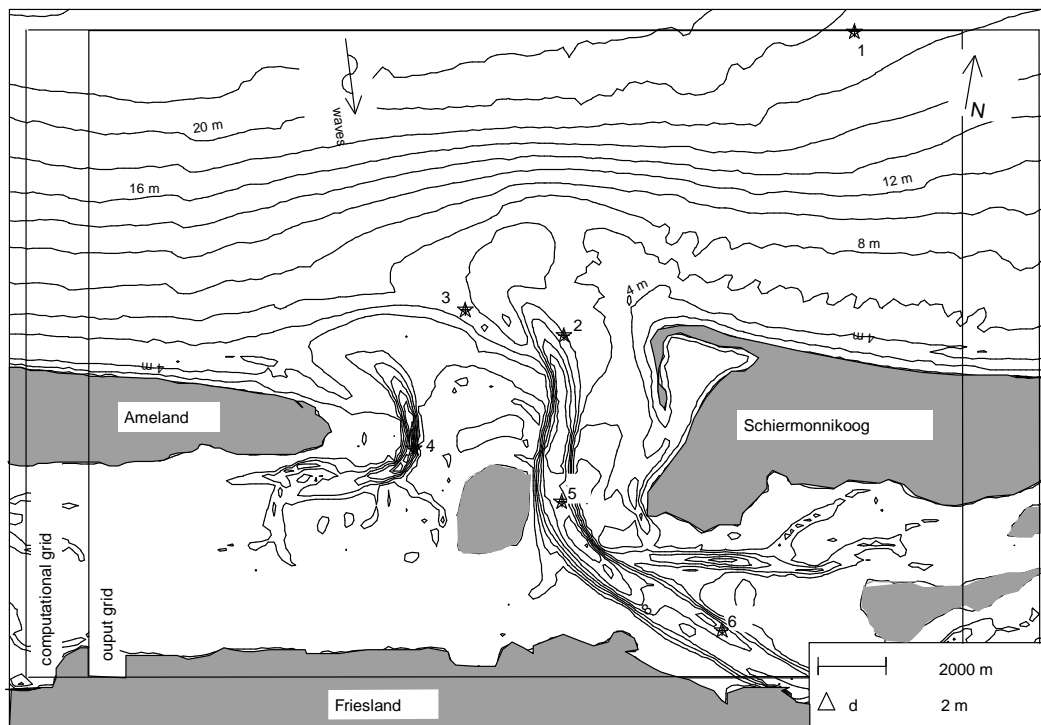 1
N
waves
20 m
16 m
12 m
8 m
4 m
3
2
4 m
4 m
Ameland
Schiermonnikoog
4
5
computational grid
ouput grid
6
2000 m
Δ d 2 m
Friesland